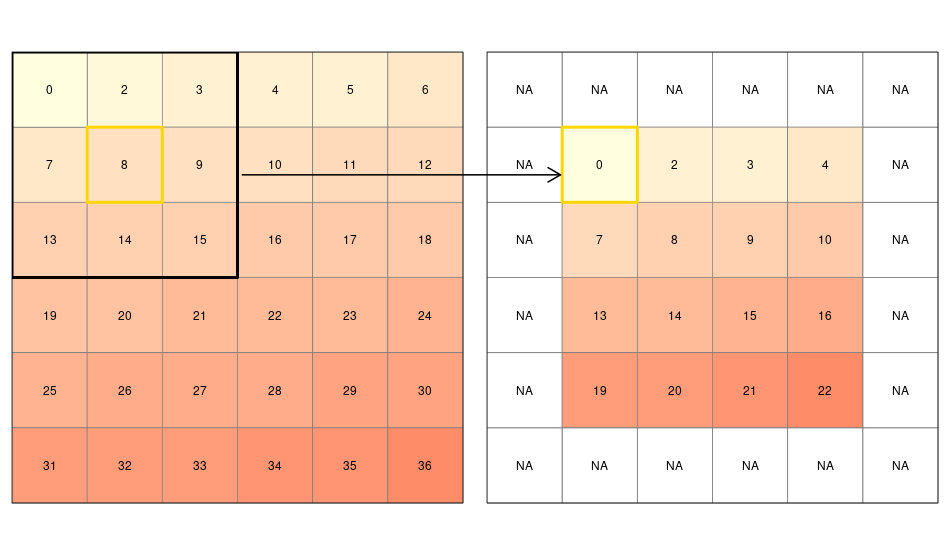 0 2 3 4 5 6 NA NA NA NA NA NA
7 8 9 10 11 12 NA 0 2 3 4 NA
13 14 15 16 17 18 NA 7 8 9 10 NA
19 20 21 22 23 24 NA 13 14 15 16 NA
25 26 27 28 29 30 NA 19 20 21 22 NA
31 32 33 34 35 36 NA NA NA NA NA NA